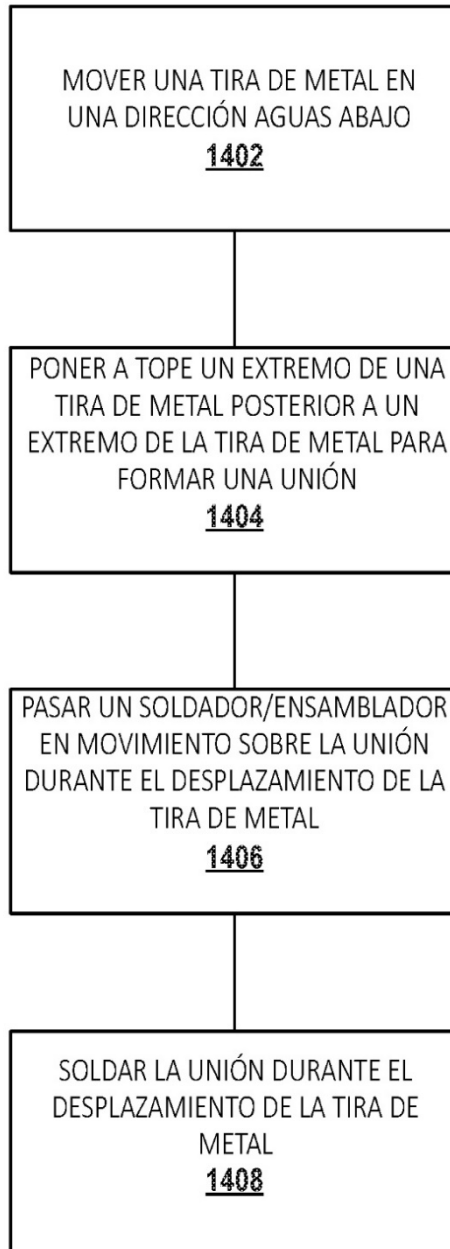 MOVER UNA TIRA DE METAL EN
UNA DIRECCIÓN AGUAS ABAJO
1402
PONER A TOPE UN EXTREMO DE UNA
TIRA DE METAL POSTERIOR A UN
EXTREMO DE LA TIRA DE METAL PARA
FORMAR UNA UNIÓN
1404
PASAR UN SOLDADOR/ENSAMBLADOR
EN MOVIMIENTO SOBRE LA UNIÓN
DURANTE EL DESPLAZAMIENTO DE LA
TIRA DE METAL
1406
SOLDAR LA UNIÓN DURANTE EL
DESPLAZAMIENTO DE LA TIRA DE
METAL
1408